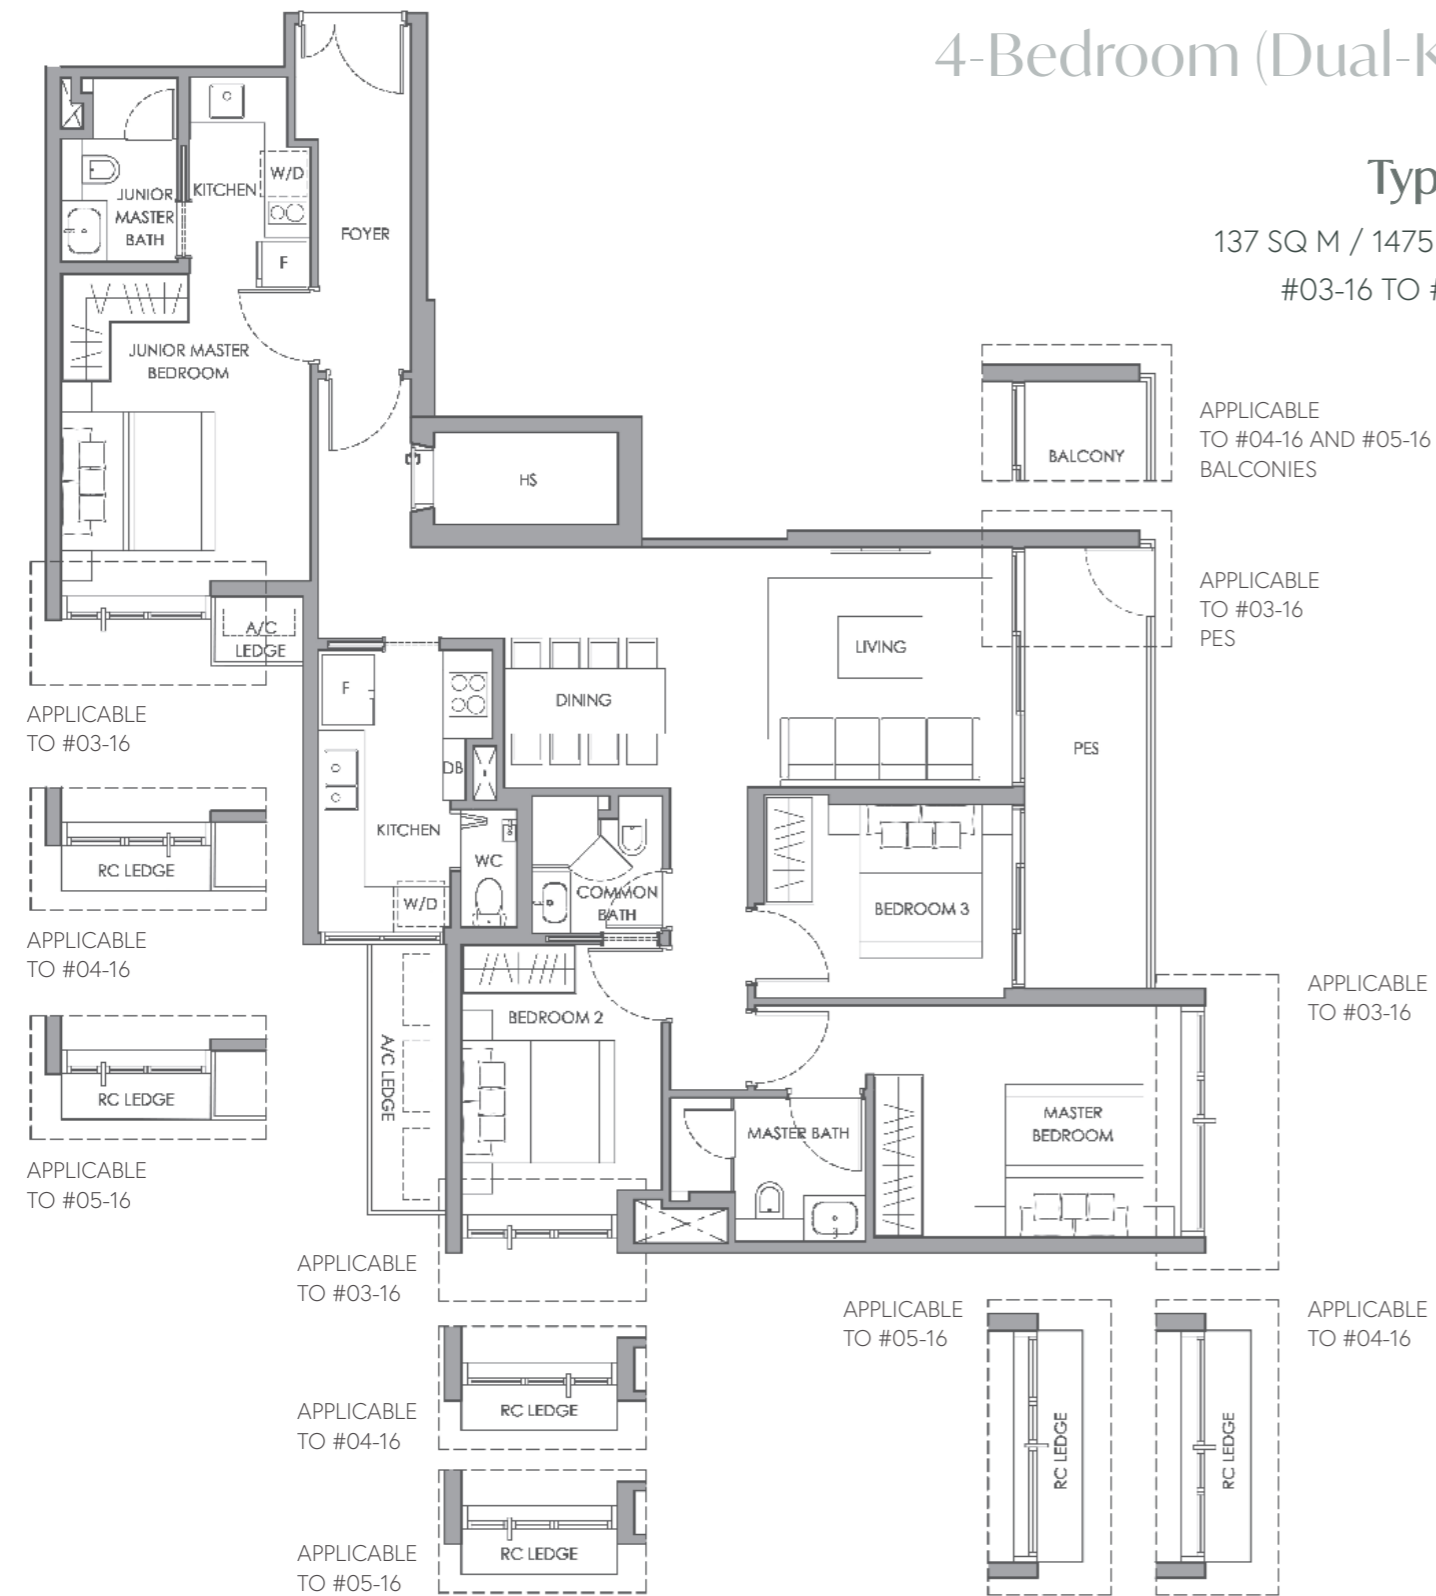 4-Bedroom (Dual-K
Typ
137 SQ M / 1475
#03-16 TO #
W/D
KITCHEN
JUNIOR
MASTER
BATH
FOYER
F
JUNIOR MASTER
BEDROOM
APPLICABLE
TO #04-16 AND #05-16
BALCONIES
BALCONY
HS
APPLICABLE
TO #03-16
PES
A/C
LEDGE
LIVING
F
DINING
APPLICABLE
TO #03-16
PES
DB
KITCHEN
RC LEDGE
WC
COMMON
BATH
W/D
BEDROOM 3
APPLICABLE
TO #04-16
APPLICABLE
TO #03-16
BEDROOM 2
A/C LEDGE
RC LEDGE
MASTER
BEDROOM
MASTER BATH
APPLICABLE
TO #05-16
APPLICABLE
TO #03-16
APPLICABLE
TO #05-16
APPLICABLE
TO #04-16
RC LEDGE
APPLICABLE
TO #04-16
RC LEDGE
RC LEDGE
RC LEDGE
APPLICABLE
TO #05-16